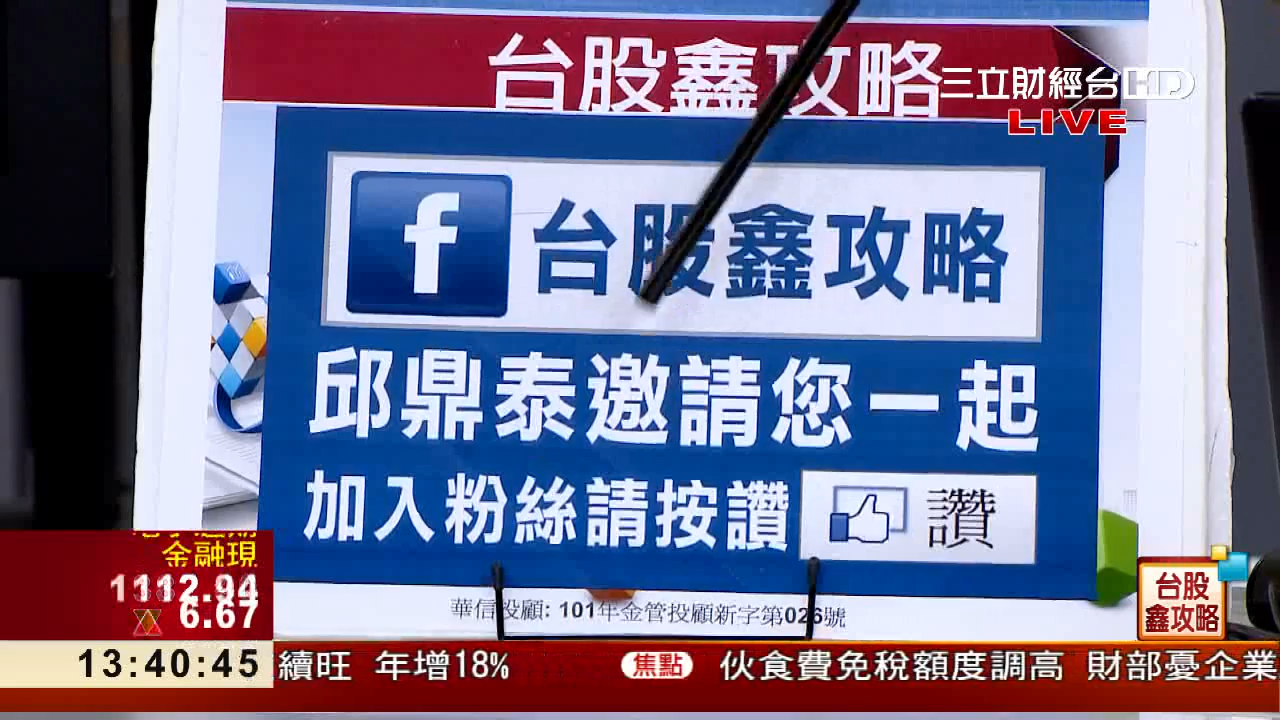 台股鑫攻略
三立財經台HD
LIVE
f 台股鑫攻略
邱鼎泰邀請您一起
加入粉絲請按讚 讚
華信投顧: 101年金管投顧新字第026號
金融現
1112.94
6.67
台股
鑫攻略
13:40:45 續旺 年增18% 焦點 伙食費免稅額度調高 財部憂企業